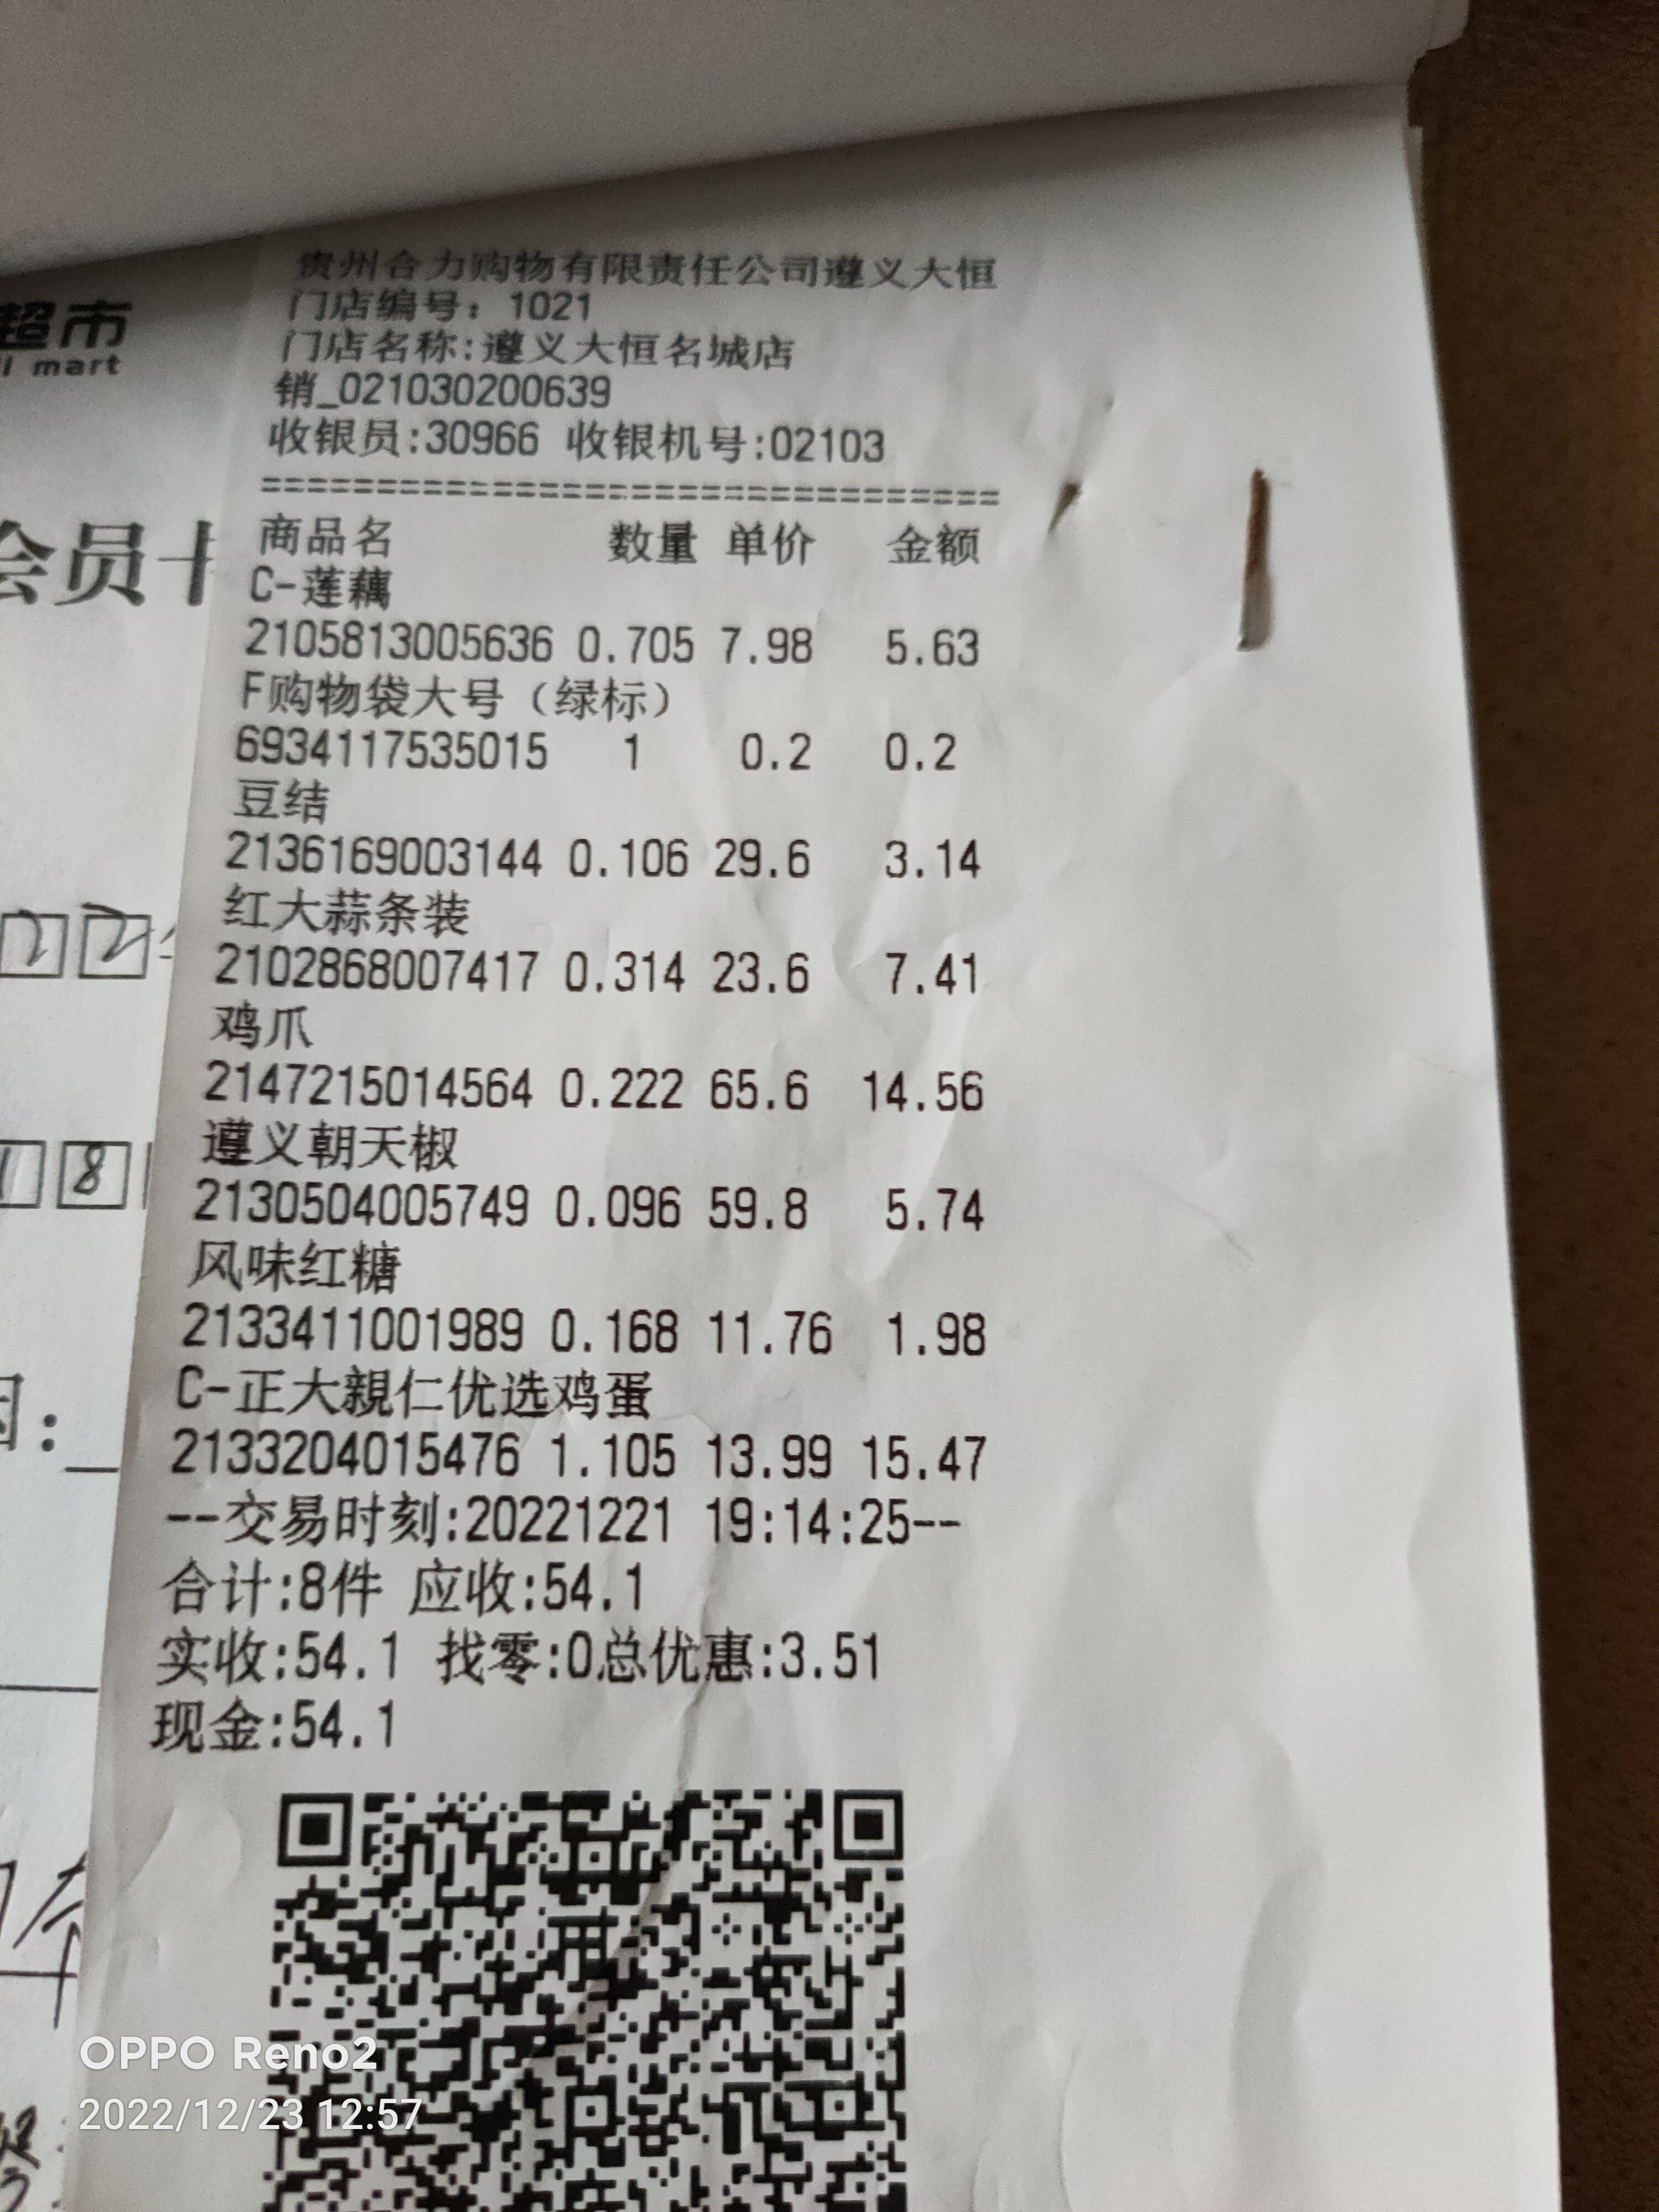 贵州合力购物有限责任公司遵义大恒
门店编号：1021
门店名称:遵义大恒名城店
销_021030200639
收银员:30966 收银机号:02103
================================
商品名 数量 单价 金额
C-莲藕
2105813005636 0.705 7.98 5.63
F购物袋大号（绿标）
6934117535015 1 0.2 0.2
豆结
2136169003144 0.106 29.6 3.14
红大蒜条装
2102868007417 0.314 23.6 7.41
鸡爪
2147215014564 0.222 65.6 14.56
遵义朝天椒
2130504005749 0.096 59.8 5.74
风味红糖
2133411001989 0.168 11.76 1.98
C-正大親仁优选鸡蛋
2133204015476 1.105 13.99 15.47
--交易时刻:20221221 19:14:25--
合计:8件 应收:54.1
实收:54.1 找零:0总优惠:3.51
现金:54.1
超市
mart
会员卡
22
8
OPPO Reno2
2022/12/23 12:57